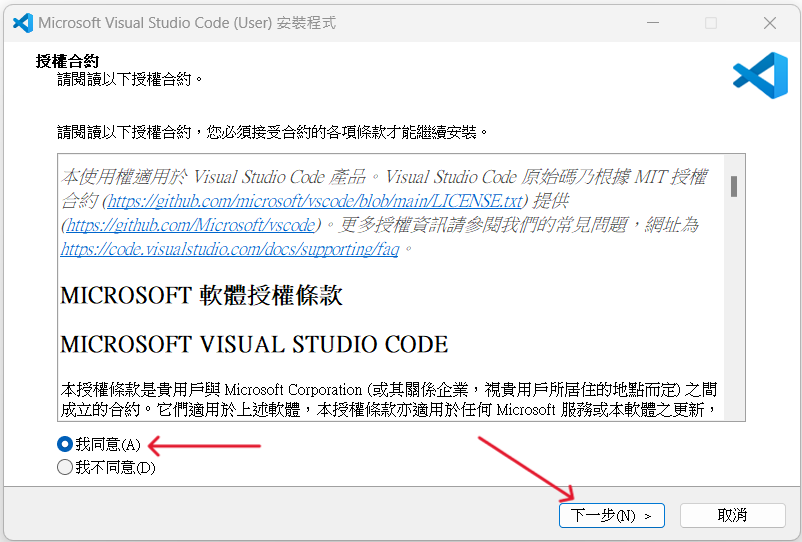 Microsoft Visual Studio Code (User) 安裝程式
授權合約
請閱讀以下授權合約。
請閱讀以下授權合約，您必須接受合約的各項條款才能繼續安裝。
本使用權適用於 Visual Studio Code 產品。Visual Studio Code 原始碼乃根據 MIT 授權
合約 (https://github.com/microsoft/vscode/blob/main/LICENSE.txt) 提供
(https://github.com/Microsoft/vscode)。更多授權資訊請參閱我們的常見問題，網址為
https://code.visualstudio.com/docs/supporting/faq。
MICROSOFT 軟體授權條款
MICROSOFT VISUAL STUDIO CODE
本授權條款是貴用戶與 Microsoft Corporation (或其關係企業，視貴用戶所居住的地點而定) 之間
成立的合約。它們適用於上述軟體，本授權條款亦適用於任何 Microsoft 服務或本軟體之更新，
我同意(A)
我不同意(D)
下一步(N) >
取消